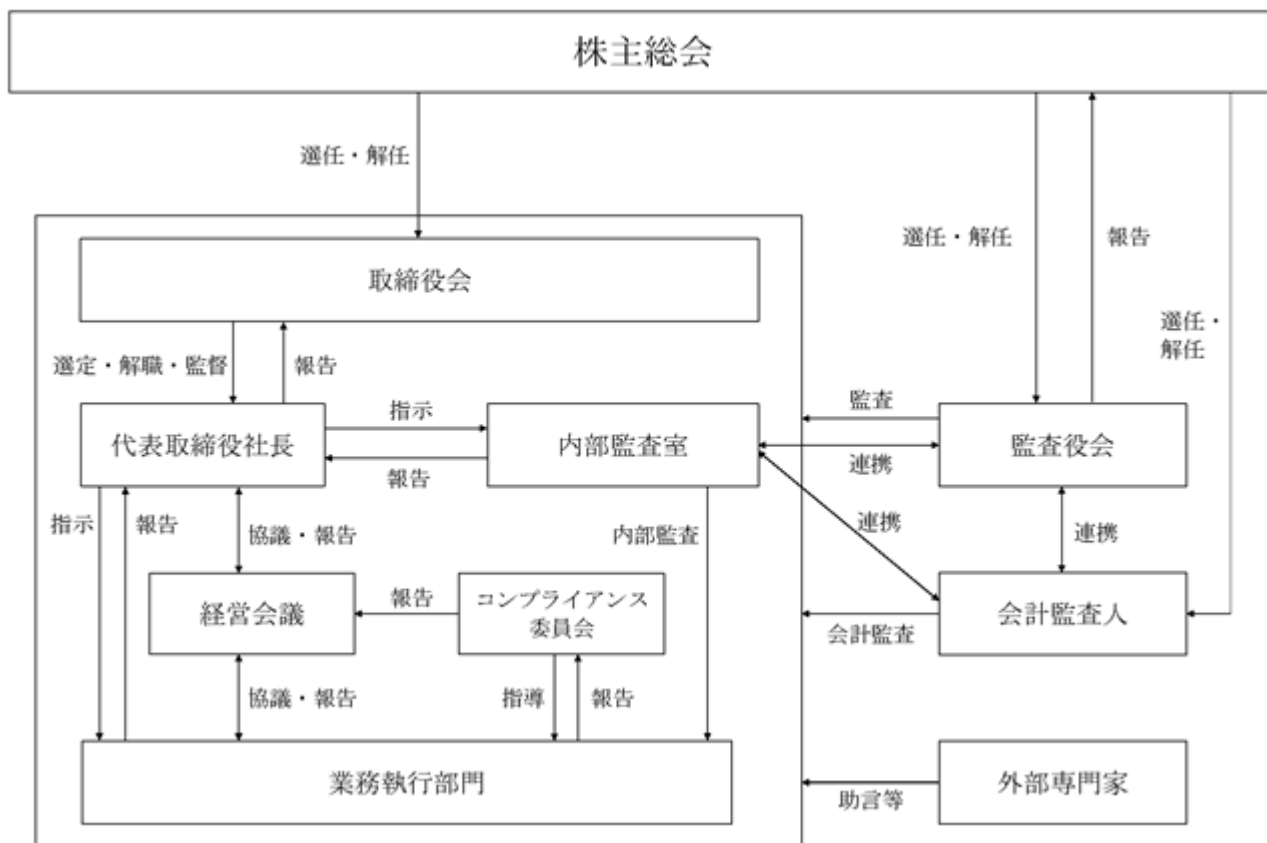 株主総会
選任・解任
選任・解任
報告
選任・
解任
取締役会
選定・解職・監督
報告
代表取締役社長
指示
報告
内部監査室
監査
連携
監査役会
指示
報告
協議・報告
内部監査
連携
連携
経営会議
報告
コンプライアンス
委員会
会計監査
会計監査人
協議・報告
指導
報告
業務執行部門
助言等
外部専門家